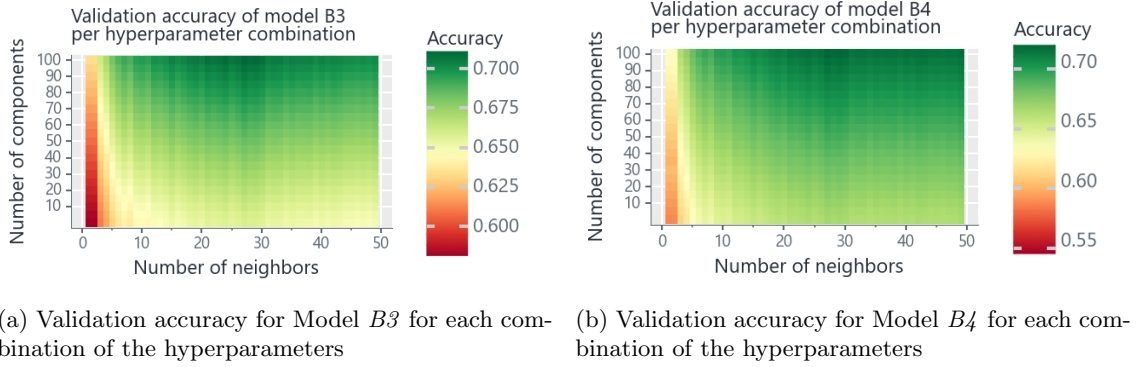 Validation accuracy of model B3
per hyperparameter combination
Accuracy
0.700
0.675
0.650
0.625
0.600
Number of components
100
90
80
70
60
50
40
30
20
10
0 10 20 30 40 50
Number of neighbors
(a) Validation accuracy for Model B3 for each com-
bination of the hyperparameters
Validation accuracy of model B4
per hyperparameter combination
Accuracy
0.70
0.65
0.60
0.55
Number of components
100
90
80
70
60
50
40
30
20
10
0 10 20 30 40 50
Number of neighbors
(b) Validation accuracy for Model B4 for each com-
bination of the hyperparameters